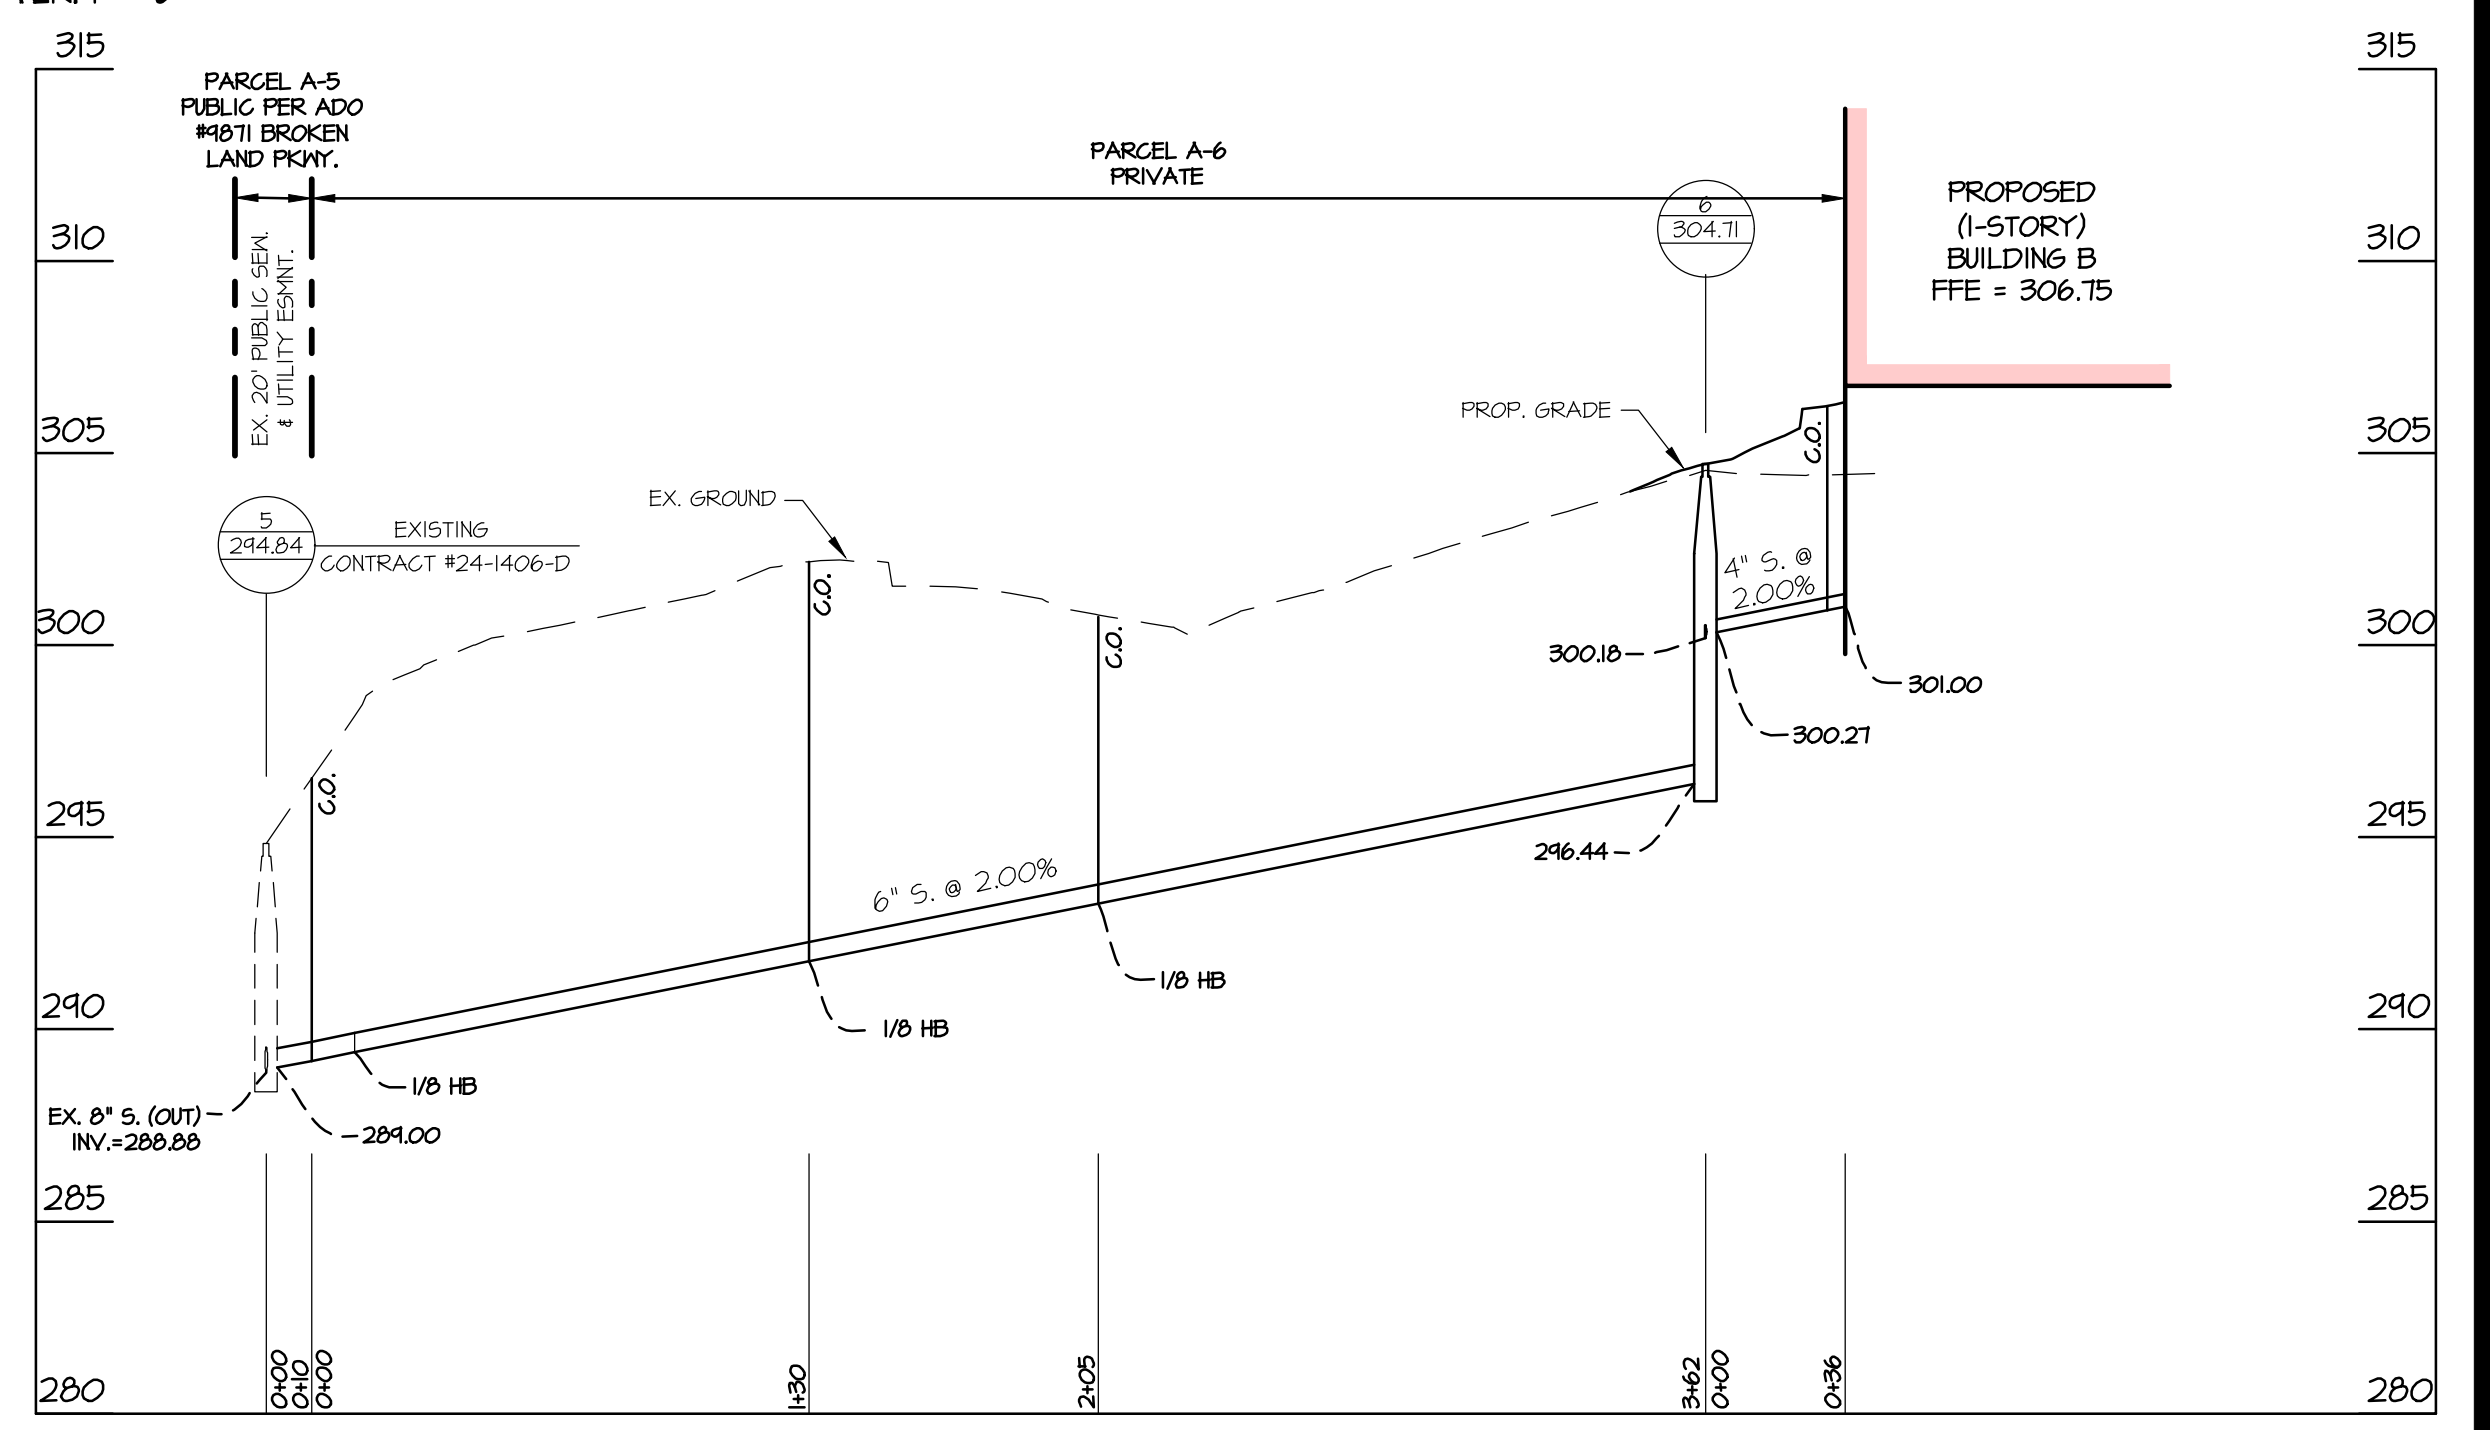 315
315
PARCEL A-5
PUBLIC PER ADO
#9871 BROKEN
LAND PKWY.
PARCEL A-6
PRIVATE
6
304.71
PROPOSED
(1-STORY)
BUILDING B
FFE = 306.75
310
310
EX. 20' PUBLIC SEW.
& UTILITY ESMNT.
305
305
PROP. GRADE
C.O.
EX. GROUND
5
294.84
EXISTING
CONTRACT #24-1406-D
C.O.
4" S. @
2.00%
300
300
C.O.
300.18
301.00
300.27
C.O.
295
295
296.44
6" S. @ 2.00%
1/8 HB
290
290
1/8 HB
1/8 HB
EX. 8" S. (OUT)
INV.=288.88
289.00
285
285
280
280
0+00
0+10
0+00
1+30
2+05
3+62
0+00
0+36